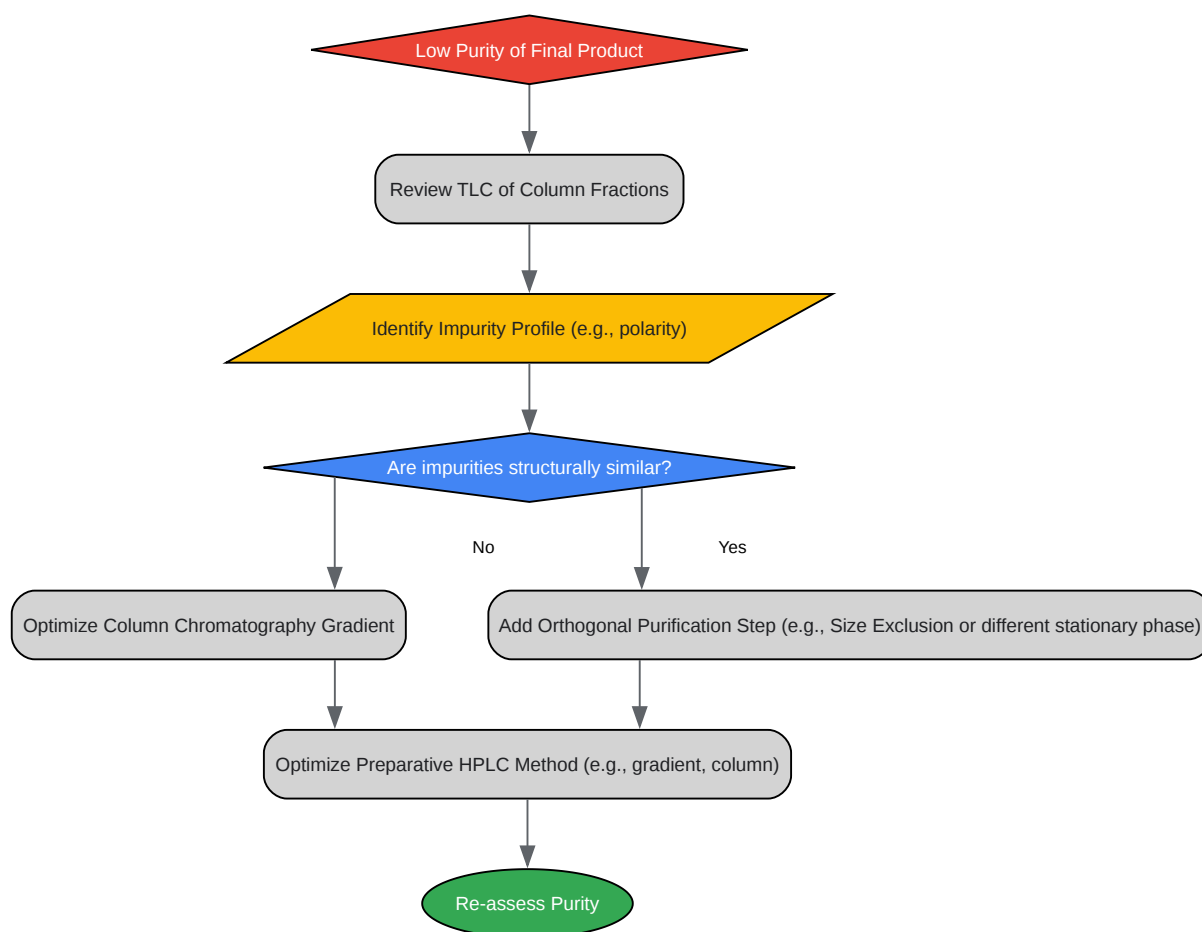 Low Purity of Final Product
Review TLC of Column Fractions
Identify Impurity Profile (e.g., polarity)
Are impurities structurally similar?
No
Yes
Optimize Column Chromatography Gradient
Add Orthogonal Purification Step (e.g., Size Exclusion or different stationary phase)
Optimize Preparative HPLC Method (e.g., gradient, column)
Re-assess Purity